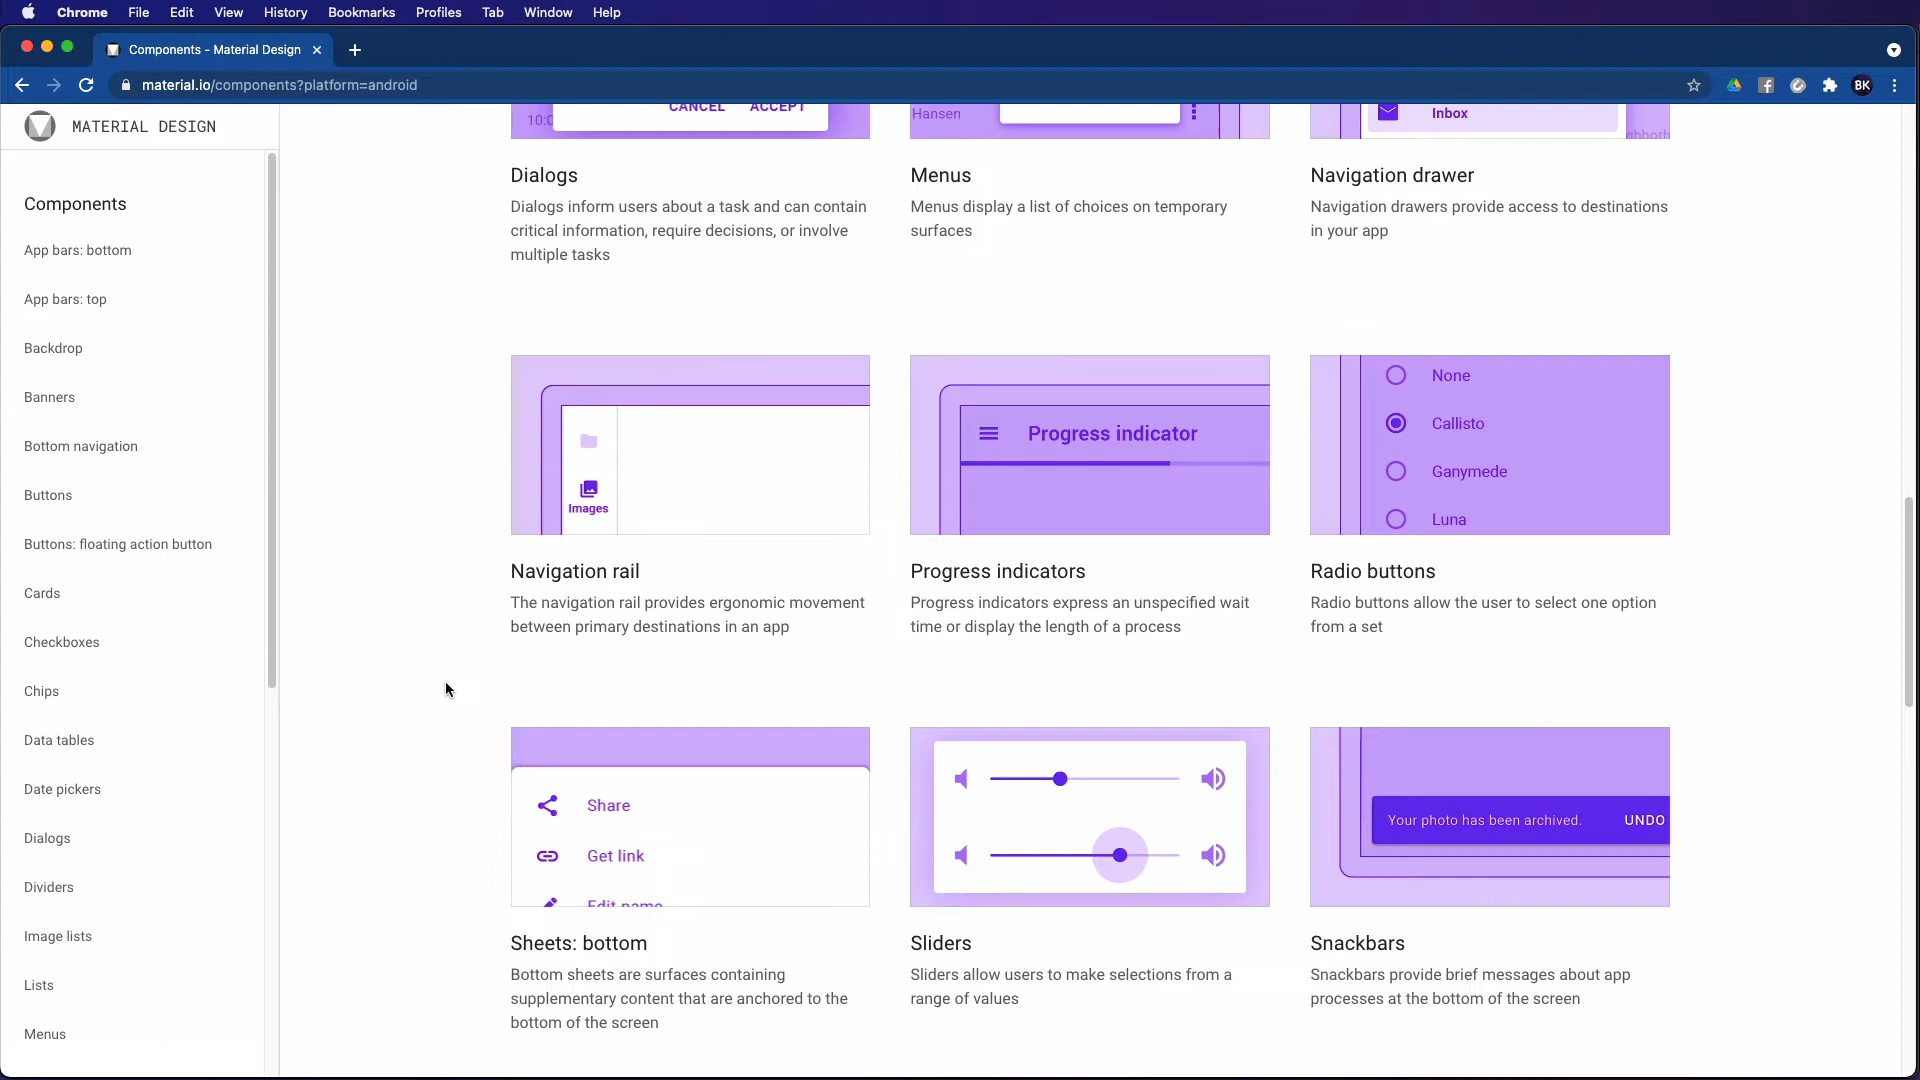 Chrome File Edit View History Bookmarks Profiles Tab Window Help
Components - Material Design
material.io/components?platform=android
BK
MATERIAL DESIGN
Components
App bars: bottom
App bars: top
Backdrop
Banners
Bottom navigation
Buttons
Buttons: floating action button
Cards
Checkboxes
Chips
Data tables
Date pickers
Dialogs
Dividers
Image lists
Lists
Menus
CANCEL ACCEPT
Dialogs
Dialogs inform users about a task and can contain
critical information, require decisions, or involve
multiple tasks
Hansen
Menus
Menus display a list of choices on temporary
surfaces
Inbox
Navigation drawer
Navigation drawers provide access to destinations
in your app
Images
Navigation rail
The navigation rail provides ergonomic movement
between primary destinations in an app
Progress indicator
Progress indicators
Progress indicators express an unspecified wait
time or display the length of a process
None
Callisto
Ganymede
Luna
Radio buttons
Radio buttons allow the user to select one option
from a set
Share
Get link
Edit name
Sheets: bottom
Bottom sheets are surfaces containing
supplementary content that are anchored to the
bottom of the screen
Sliders
Sliders allow users to make selections from a
range of values
Your photo has been archived. UNDO
Snackbars
Snackbars provide brief messages about app
processes at the bottom of the screen